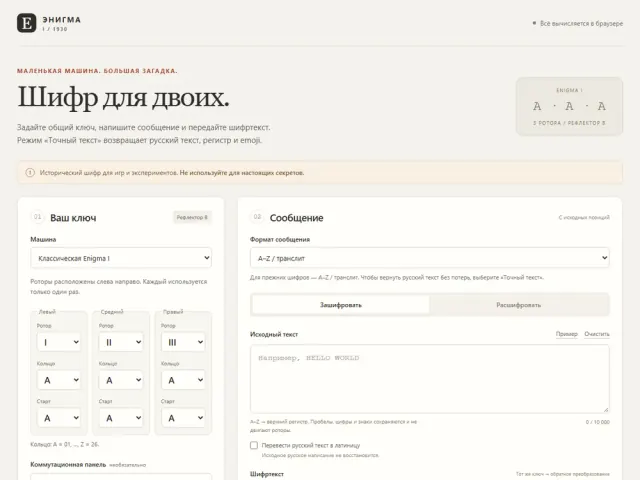 E
ЭНИГМА
I / 1930
Всё вычисляется в браузере
МАЛЕНЬКАЯ МАШИНА. БОЛЬШАЯ ЗАГАДКА.
Шифр для двоих.
Задайте общий ключ, напишите сообщение и передайте шифртекст.
Режим «Точный текст» возвращает русский текст, регистр и emoji.
ENIGMA I
A · A · A
3 РОТОРА / РЕФЛЕКТОР B
! Исторический шифр для игр и экспериментов. Не используйте для настоящих секретов.
01 Ваш ключ
Рефлектор B
Машина
Классическая Enigma I
Роторы расположены слева направо. Каждый используется
только один раз.
Левый Средний Правый
Ротор Ротор Ротор
I II III
Кольцо Кольцо Кольцо
A A A
Старт Старт Старт
A A A
Кольцо: A = 01, …, Z = 26.
Коммутационная панель необязательно
02 Сообщение
С исходных позиций
Формат сообщения
A–Z / транслит
Для прежних шифров — A–Z / транслит. Чтобы вернуть русский текст без потерь, выберите «Точный текст».
Зашифровать Расшифровать
Исходный текст
Пример Очистить
Например, HELLO WORLD
A–Z — верхний регистр. Пробелы, цифры и знаки сохраняются и не
двигают роторы.
0 / 10 000
Перевести русский текст в латиницу
Исходное русское написание не восстановится.
Шифртекст
Тот же ключ — обратное преобразование